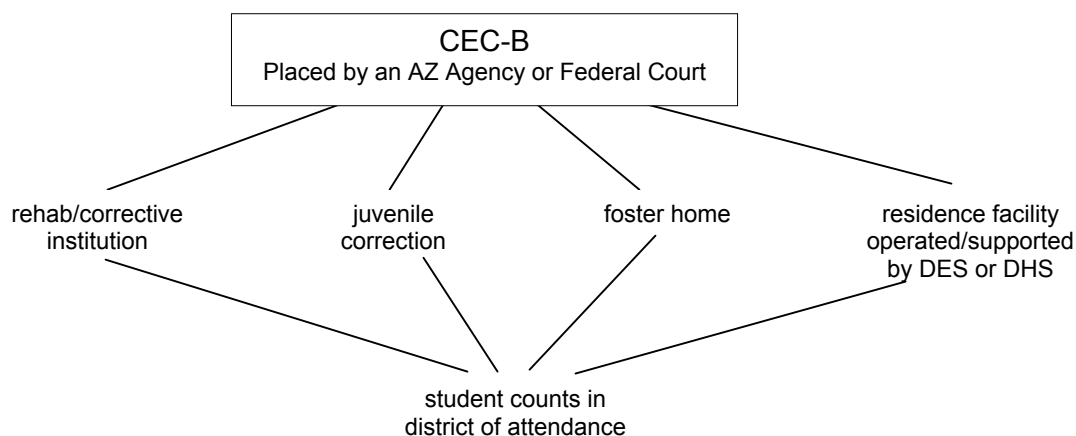 CEC-B
Placed by an AZ Agency or Federal Court
rehab/corrective
institution
juvenile
correction
foster home
residence facility
operated/supported
by DES or DHS
student counts in
district of attendance